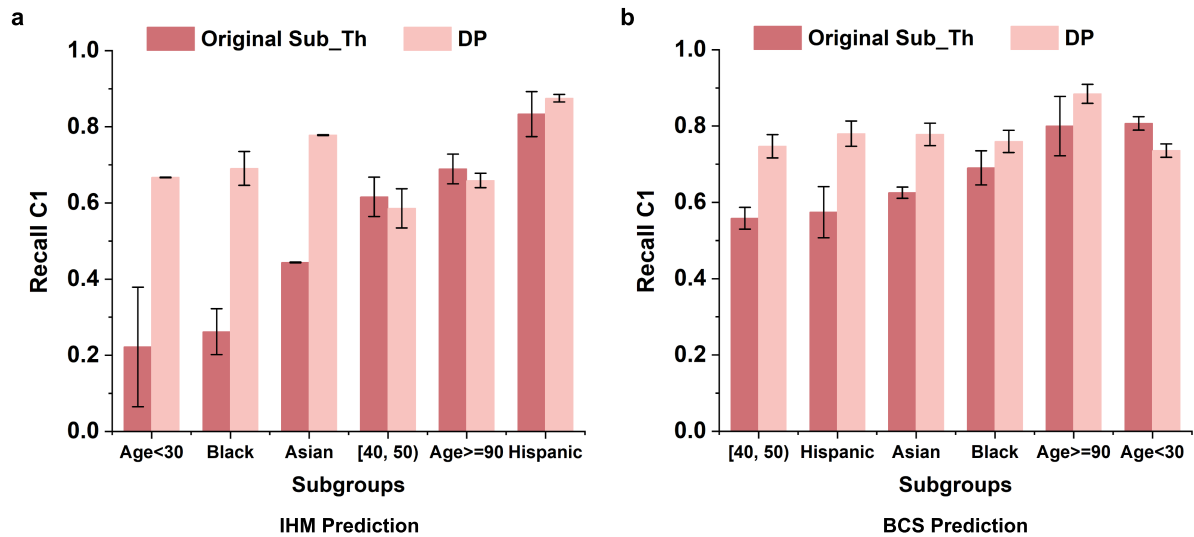 a
Original Sub_Th
DP
1.0
0.8
0.6
0.4
0.2
0.0
Recall C1
Age<30
Black
Asian
[40, 50)
Age>=90
Hispanic
Subgroups
IHM Prediction
b
Original Sub_Th
DP
1.0
0.8
0.6
0.4
0.2
0.0
Recall C1
[40, 50)
Hispanic
Asian
Black
Age>=90
Age<30
Subgroups
BCS Prediction